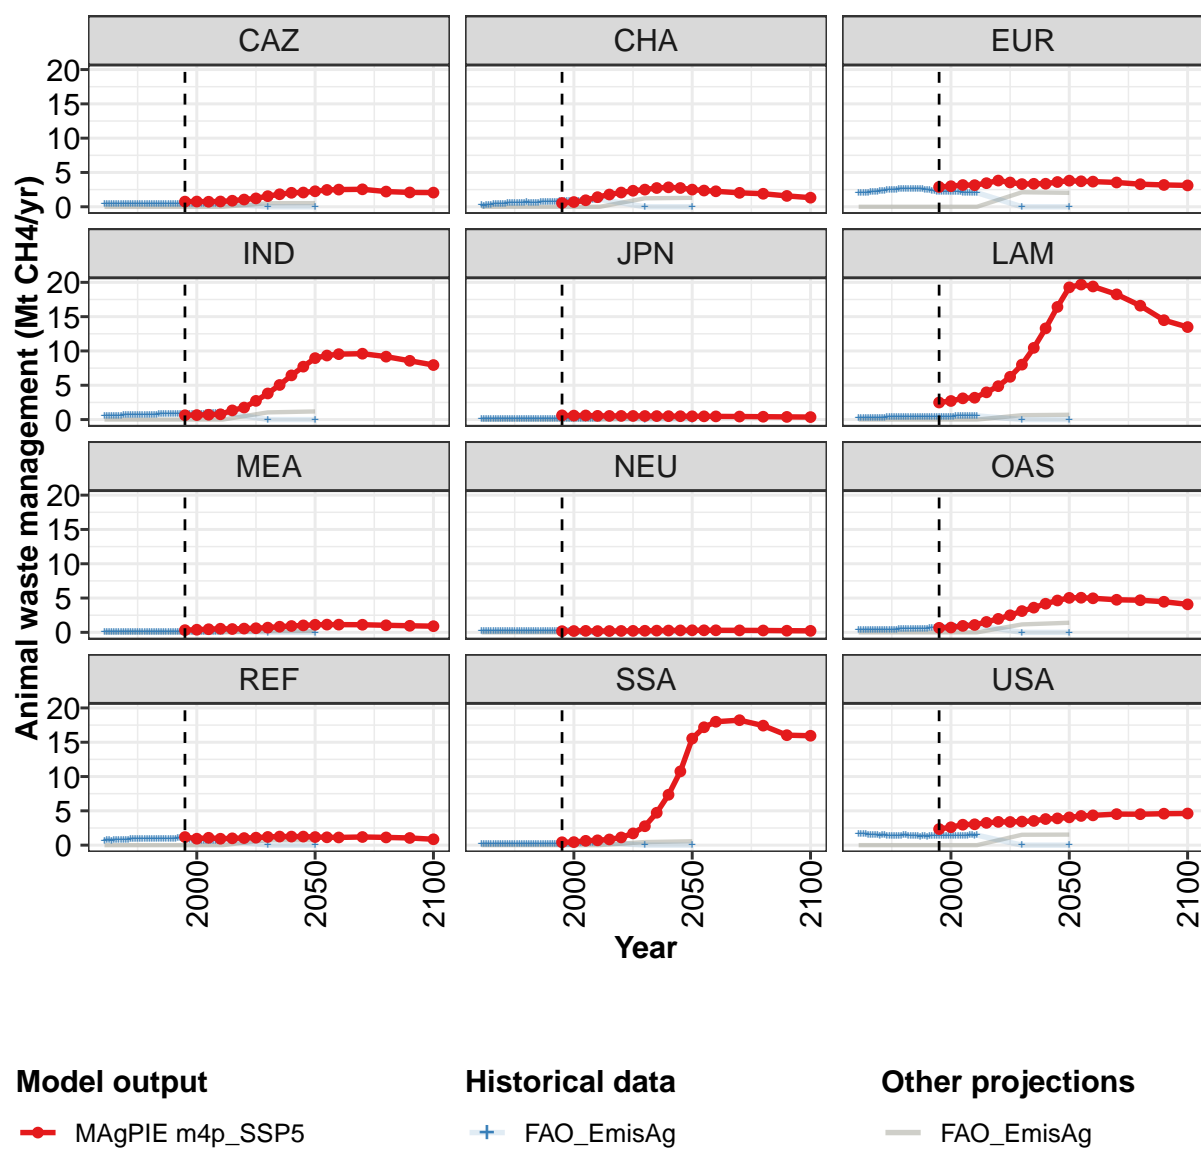 CAZ CHA EUR
20
15
10
5
0
IND JPN LAM
20
15
10
5
0
MEA NEU OAS
20
15
10
5
0
REF SSA USA
20
15
10
5
0
Animal waste management (Mt CH4/yr)
2000 2050 2100 2000 2050 2100 2000 2050 2100
Year
Model output Historical data Other projections
MAgPIE m4p_SSP5 FAO_EmisAg FAO_EmisAg